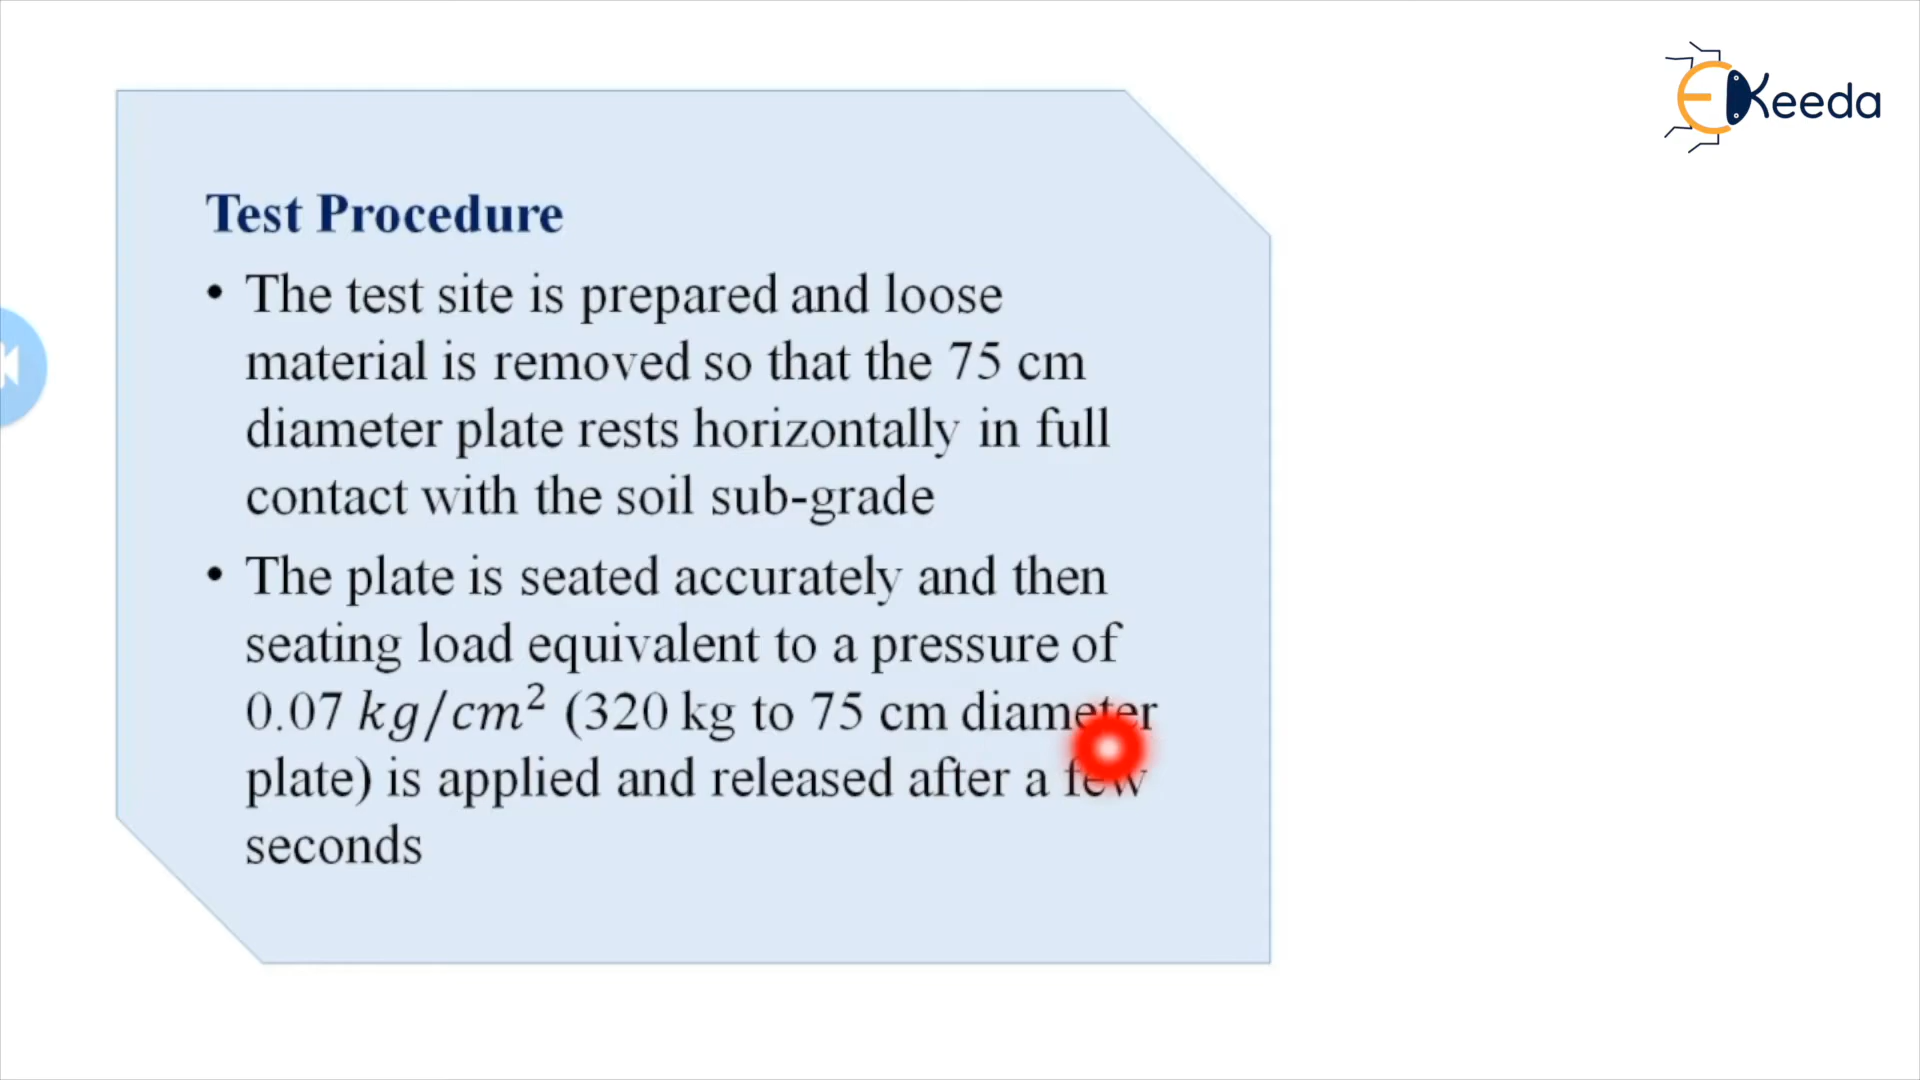 EKeeda
Test Procedure
• The test site is prepared and loose
material is removed so that the 75 cm
diameter plate rests horizontally in full
contact with the soil sub-grade
• The plate is seated accurately and then
seating load equivalent to a pressure of
0.07 kg/cm² (320 kg to 75 cm diameter
plate) is applied and released after a few
seconds